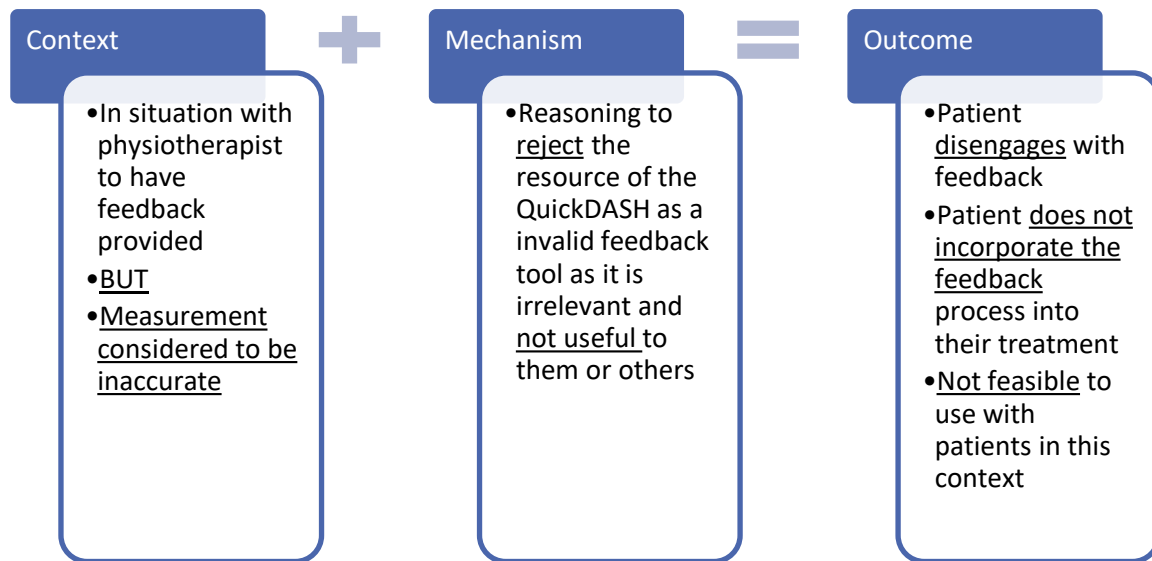 Context
•In situation with
physiotherapist
to have
feedback
provided
•BUT
•Measurement
considered to be
inaccurate
Mechanism
•Reasoning to
reject the
resource of the
QuickDASH as a
invalid feedback
tool as it is
irrelevant and
not useful to
them or others
Outcome
•Patient
disengages with
feedback
•Patient does not
incorporate the
feedback
process into
their treatment
•Not feasible to
use with
patients in this
context